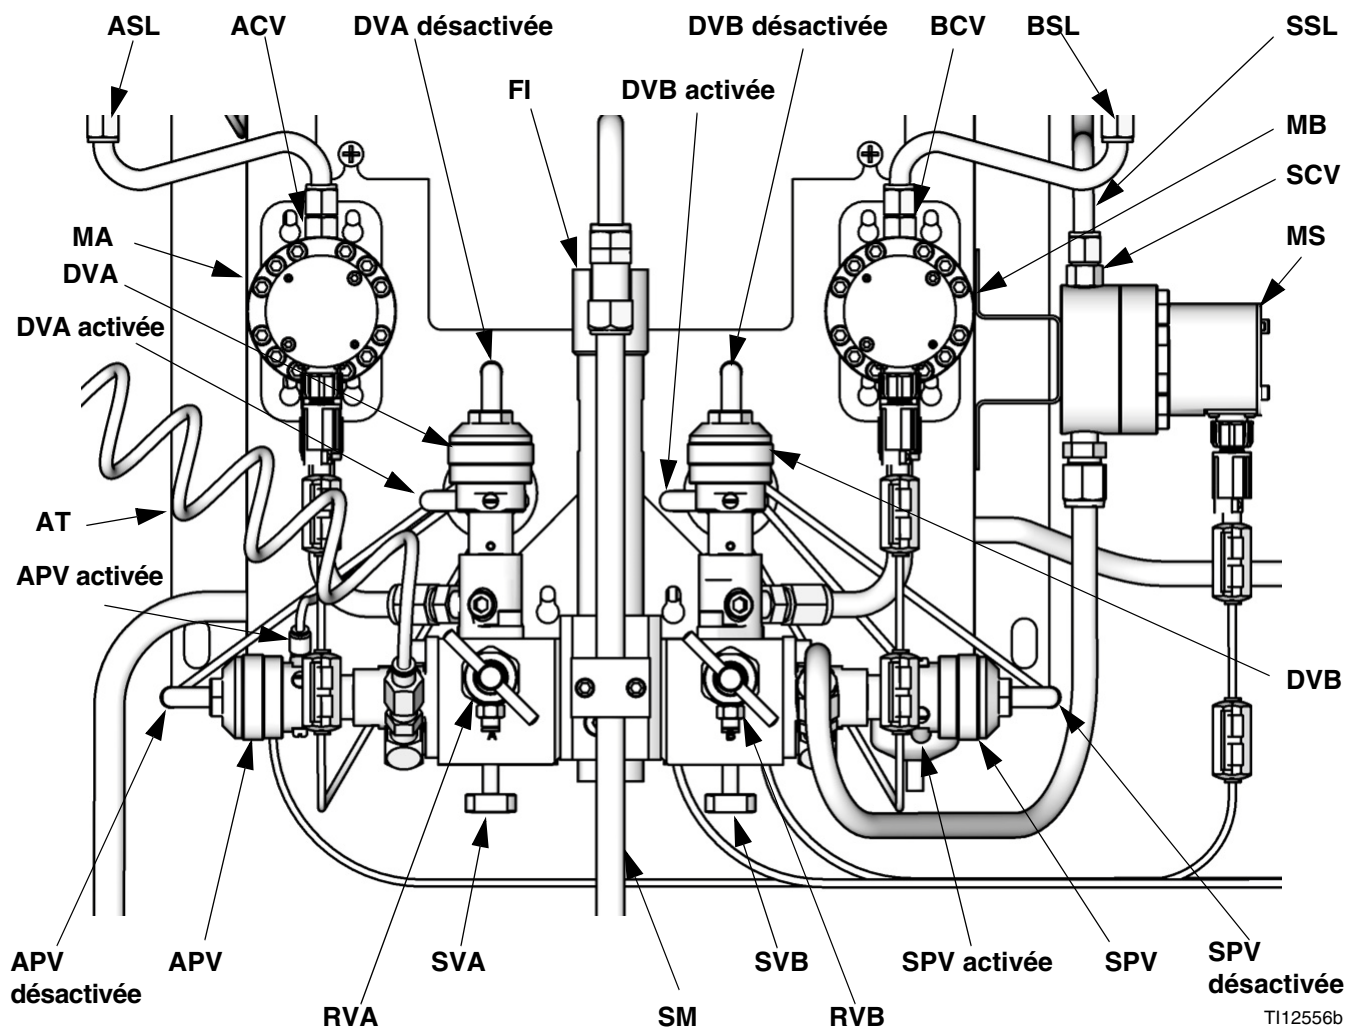 ASL
ACV
DVA désactivée
DVB désactivée
BCV
BSL
SSL
FI
DVB activée
MB
SCV
MA
MS
DVA
DVA activée
AT
APV activée
DVB
A
B
APV
désactivée
APV
SVA
SVB
SPV activée
SPV
SPV
désactivée
RVA
SM
RVB
TI12556b